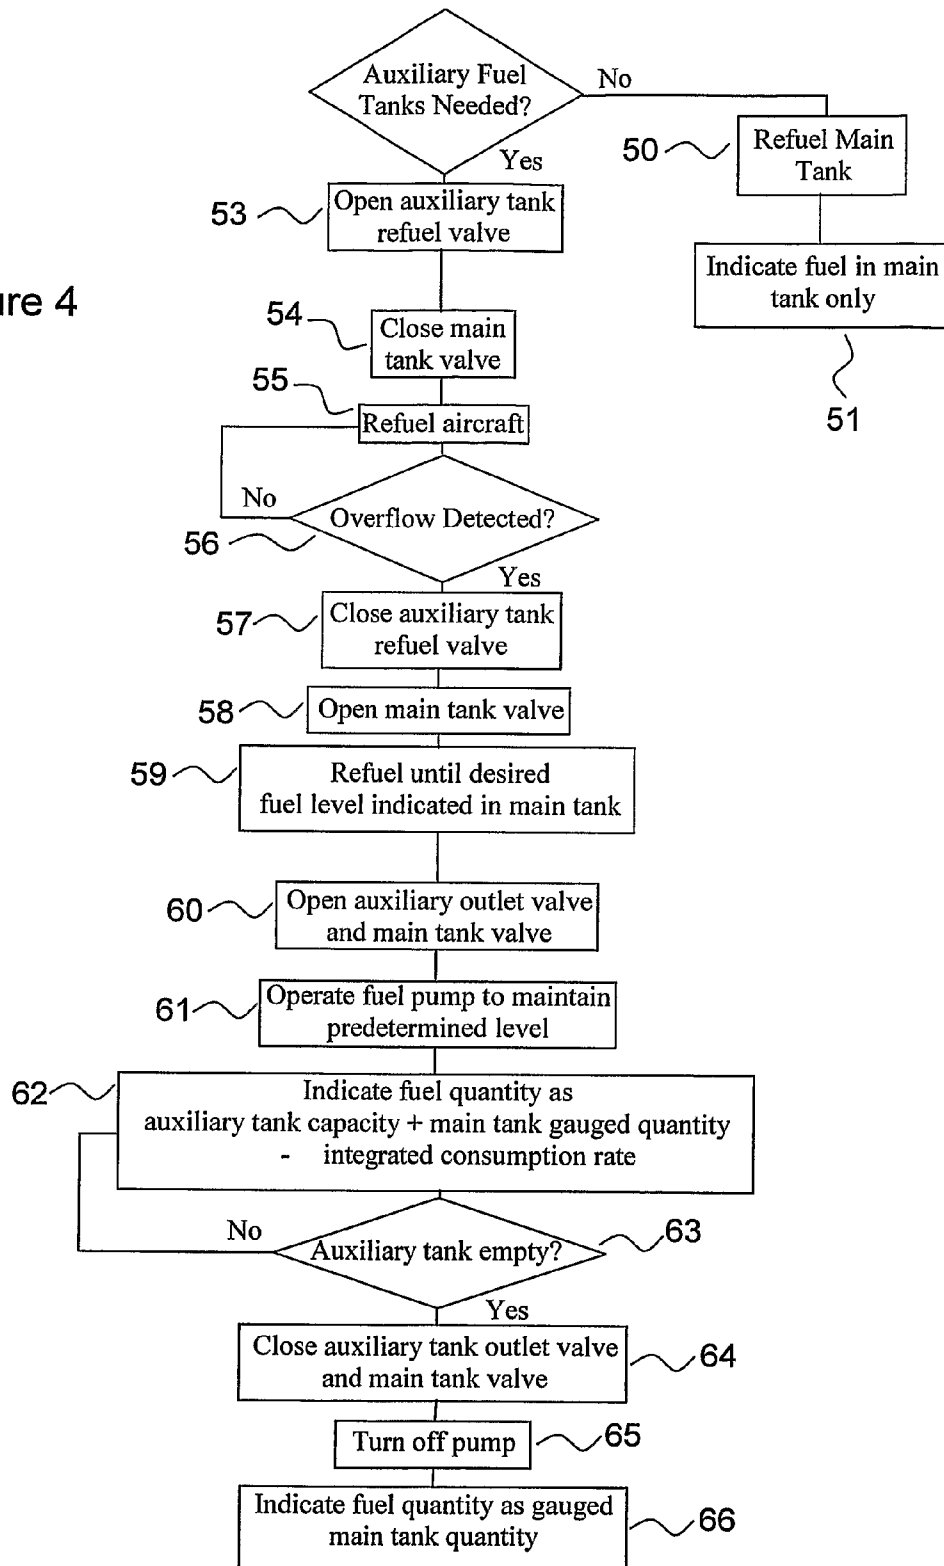 Auxiliary Fuel
Tanks Needed?
No
Yes
50
Refuel Main
Tank
53
Open auxiliary tank
refuel valve
Indicate fuel in main
tank only
51
ure 4
54
Close main
tank valve
55
Refuel aircraft
No
Overflow Detected?
56
Yes
57
Close auxiliary tank
refuel valve
58
Open main tank valve
59
Refuel until desired
fuel level indicated in main tank
60
Open auxiliary outlet valve
and main tank valve
61
Operate fuel pump to maintain
predetermined level
62
Indicate fuel quantity as
auxiliary tank capacity + main tank gauged quantity
- integrated consumption rate
No
Auxiliary tank empty?
63
Yes
Close auxiliary tank outlet valve
and main tank valve
64
Turn off pump
65
Indicate fuel quantity as gauged
main tank quantity
66